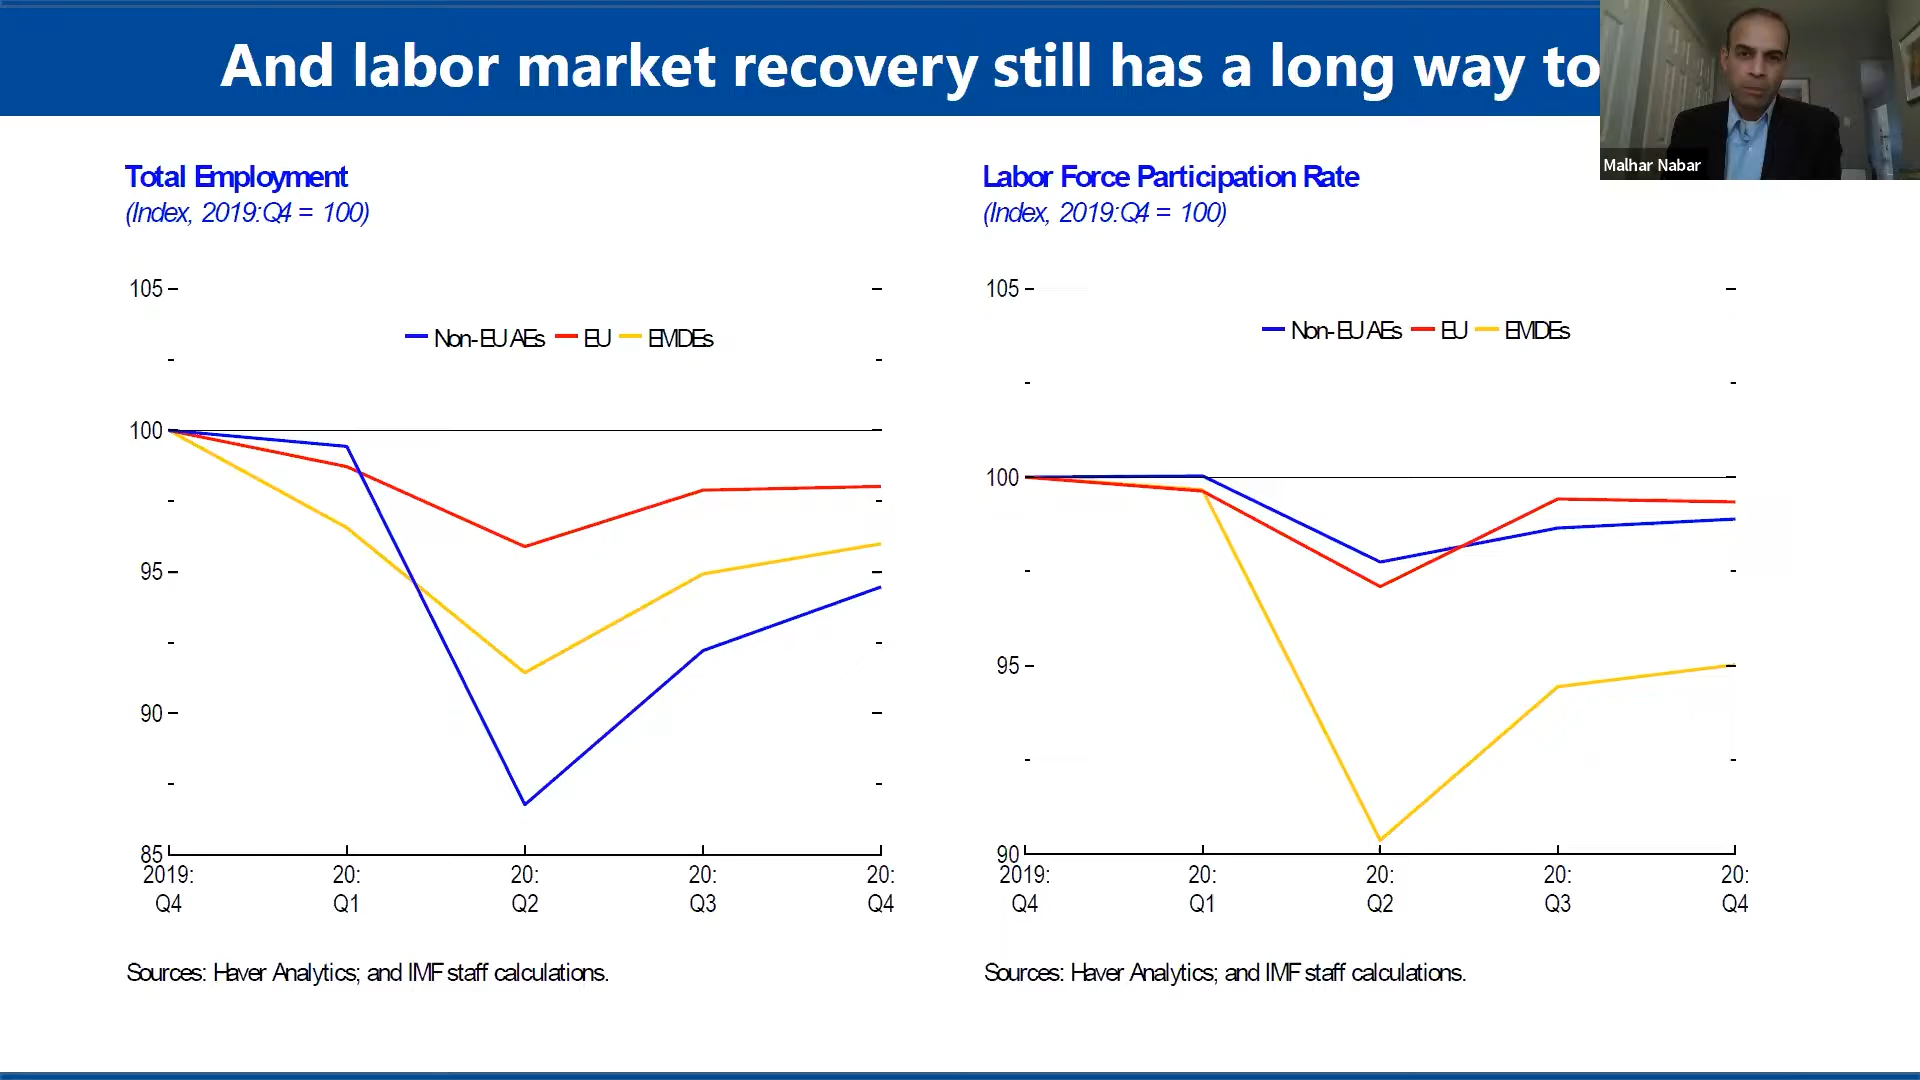 And labor market recovery still has a long way to
Malhar Nabar
Total Employment
(Index, 2019:Q4 = 100)
105
Non-EU AEs EU EMDEs
100
95
90
85
2019: 20: 20: 20: 20:
Q4 Q1 Q2 Q3 Q4
Sources: Haver Analytics; and IMF staff calculations.
Labor Force Participation Rate
(Index, 2019:Q4 = 100)
105
Non-EU AEs EU EMDEs
100
95
90
2019: 20: 20: 20: 20:
Q4 Q1 Q2 Q3 Q4
Sources: Haver Analytics; and IMF staff calculations.